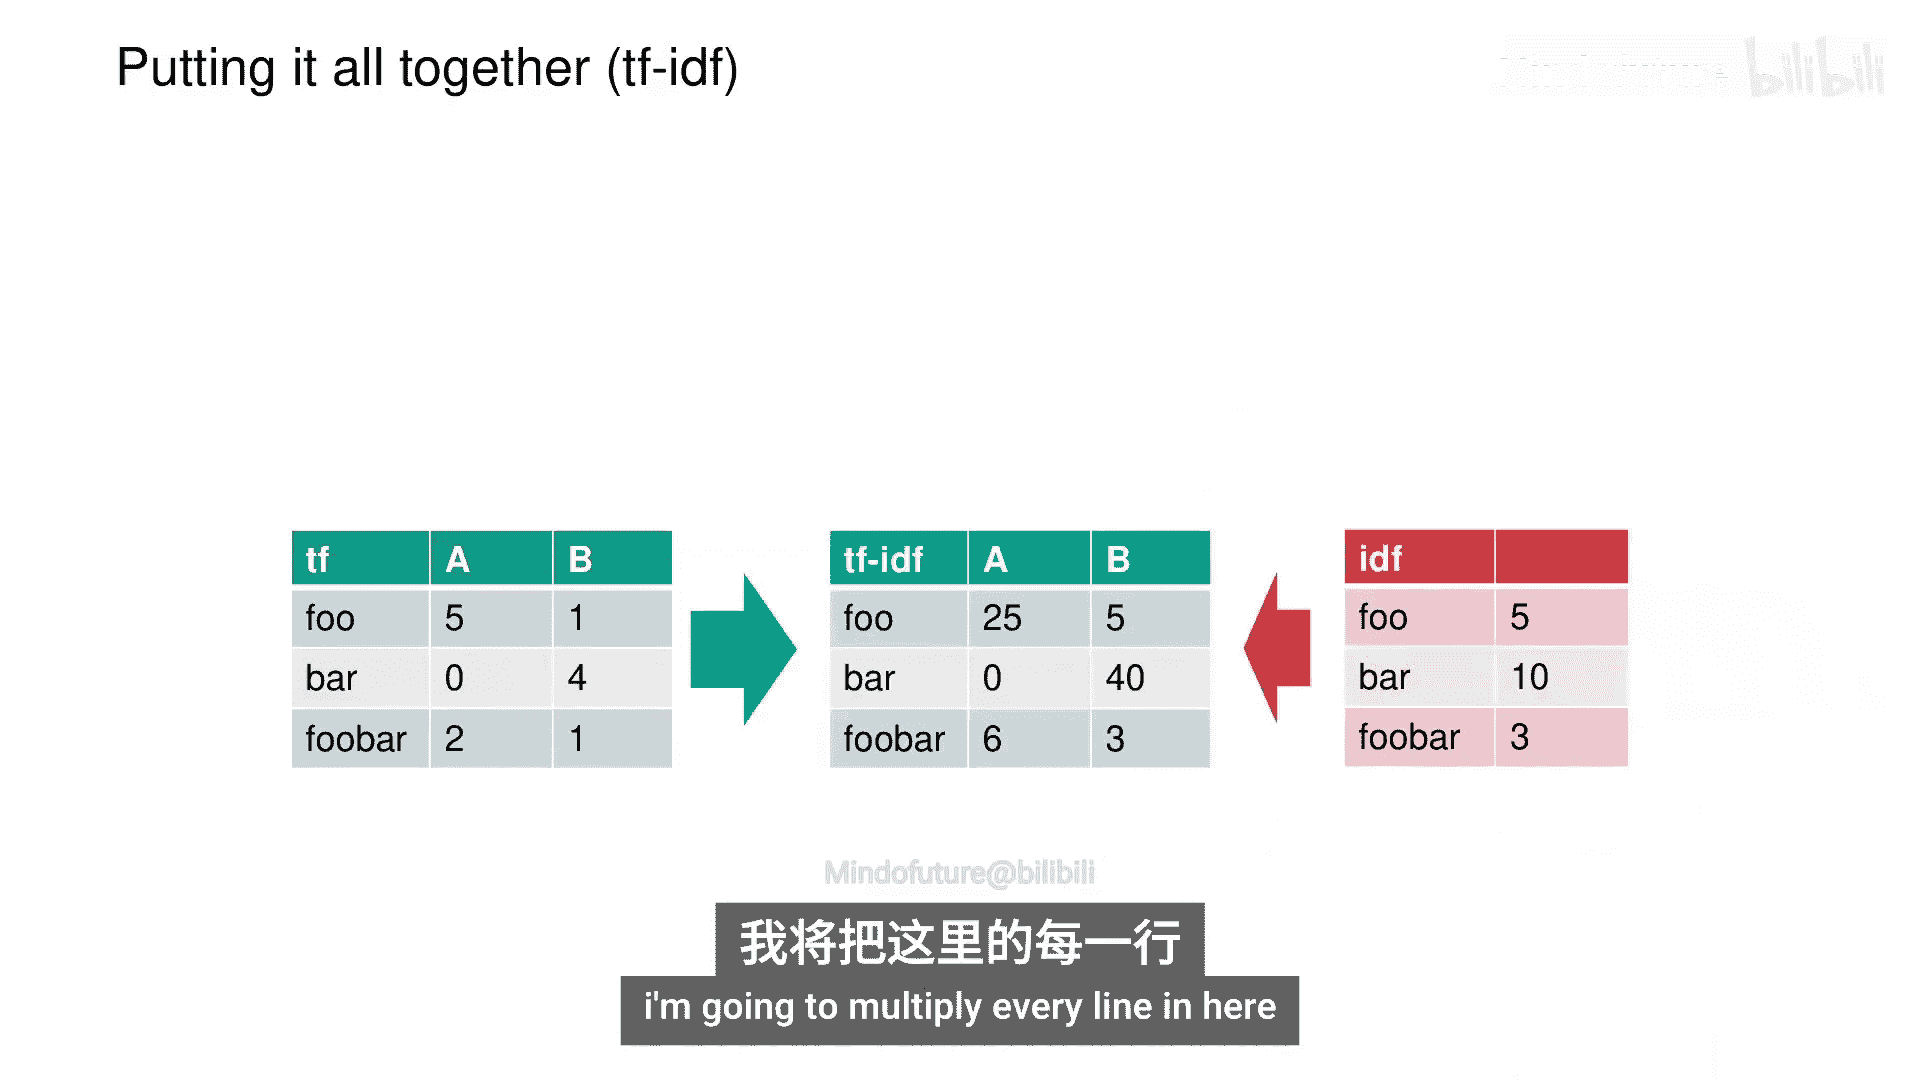 Putting it all together (tf-idf)
bilibili
tf A B
foo 5 1
bar 0 4
foobar 2 1
tf-idf A B
foo 25 5
bar 0 40
foobar 6 3
idf
foo 5
bar 10
foobar 3
Mindofuture@bilibili
我将把这里的每一行
i'm going to multiply every line in here